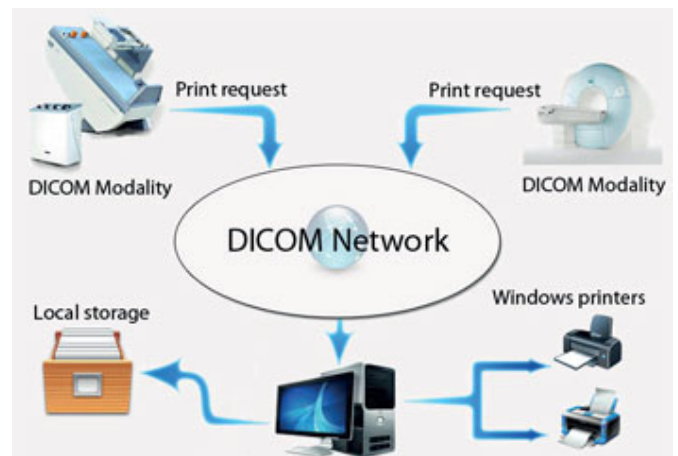 Print request
Print request
DICOM Modality
DICOM Modality
DICOM Network
Local storage
Windows printers